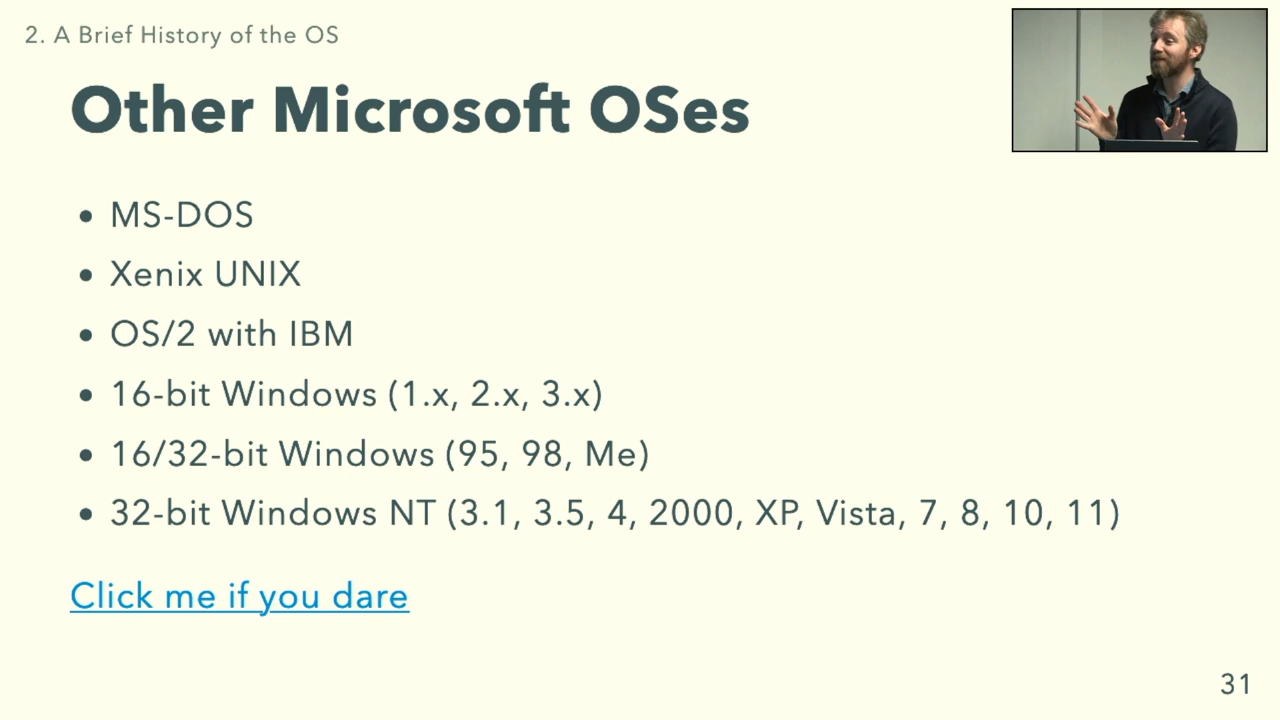 2. A Brief History of the OS
Other Microsoft OSes
• MS-DOS
• Xenix UNIX
• OS/2 with IBM
• 16-bit Windows (1.x, 2.x, 3.x)
• 16/32-bit Windows (95, 98, Me)
• 32-bit Windows NT (3.1, 3.5, 4, 2000, XP, Vista, 7, 8, 10, 11)
Click me if you dare
31